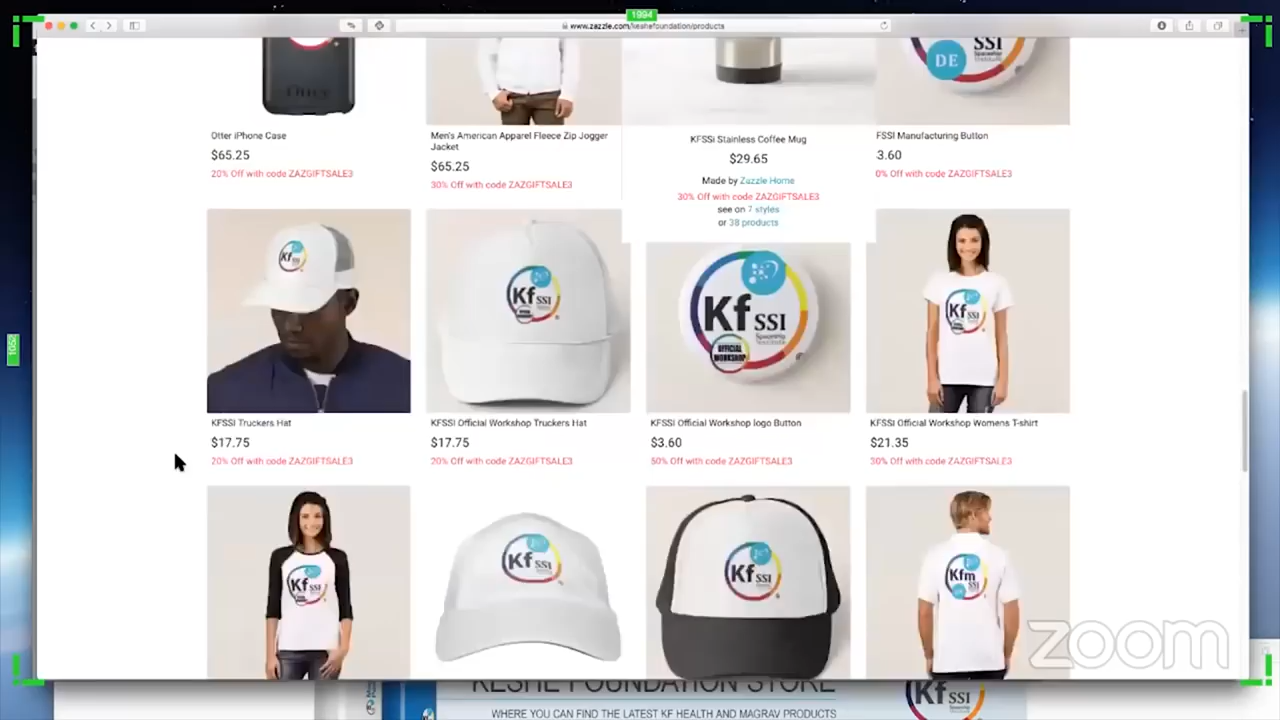 1994
www.zazzle.com/keshefoundation/products
SSI
DE
Otter iPhone Case
$65.25
20% Off with code ZAZGIFTSALE3
Men's American Apparel Fleece Zip Jogger
Jacket
$65.25
30% Off with code ZAZGIFTSALE3
KFSSi Stainless Coffee Mug
$29.65
Made by Zazzle Home
30% Off with code ZAZGIFTSALE3
see on 7 styles
or 38 products
FSSI Manufacturing Button
3.60
0% Off with code ZAZGIFTSALE3
1052
Kf SSI
Kf SSI
Kf SSI
Spaceship
OFFICIAL
WORKSHOP
Kf SSI
KFSSI Truckers Hat
$17.75
20% Off with code ZAZGIFTSALE3
KFSSI Official Workshop Truckers Hat
$17.75
20% Off with code ZAZGIFTSALE3
KFSSI Official Workshop logo Button
$3.60
50% Off with code ZAZGIFTSALE3
KFSSI Official Workshop Womens T-shirt
$21.35
30% Off with code ZAZGIFTSALE3
Kf SSI
Kf SSI
Kf SSI
Kfm
SSI
DE
zoom
KESHE FOUNDATION STORE
WHERE YOU CAN FIND THE LATEST KF HEALTH AND MAGRAV PRODUCTS
Kf SSI